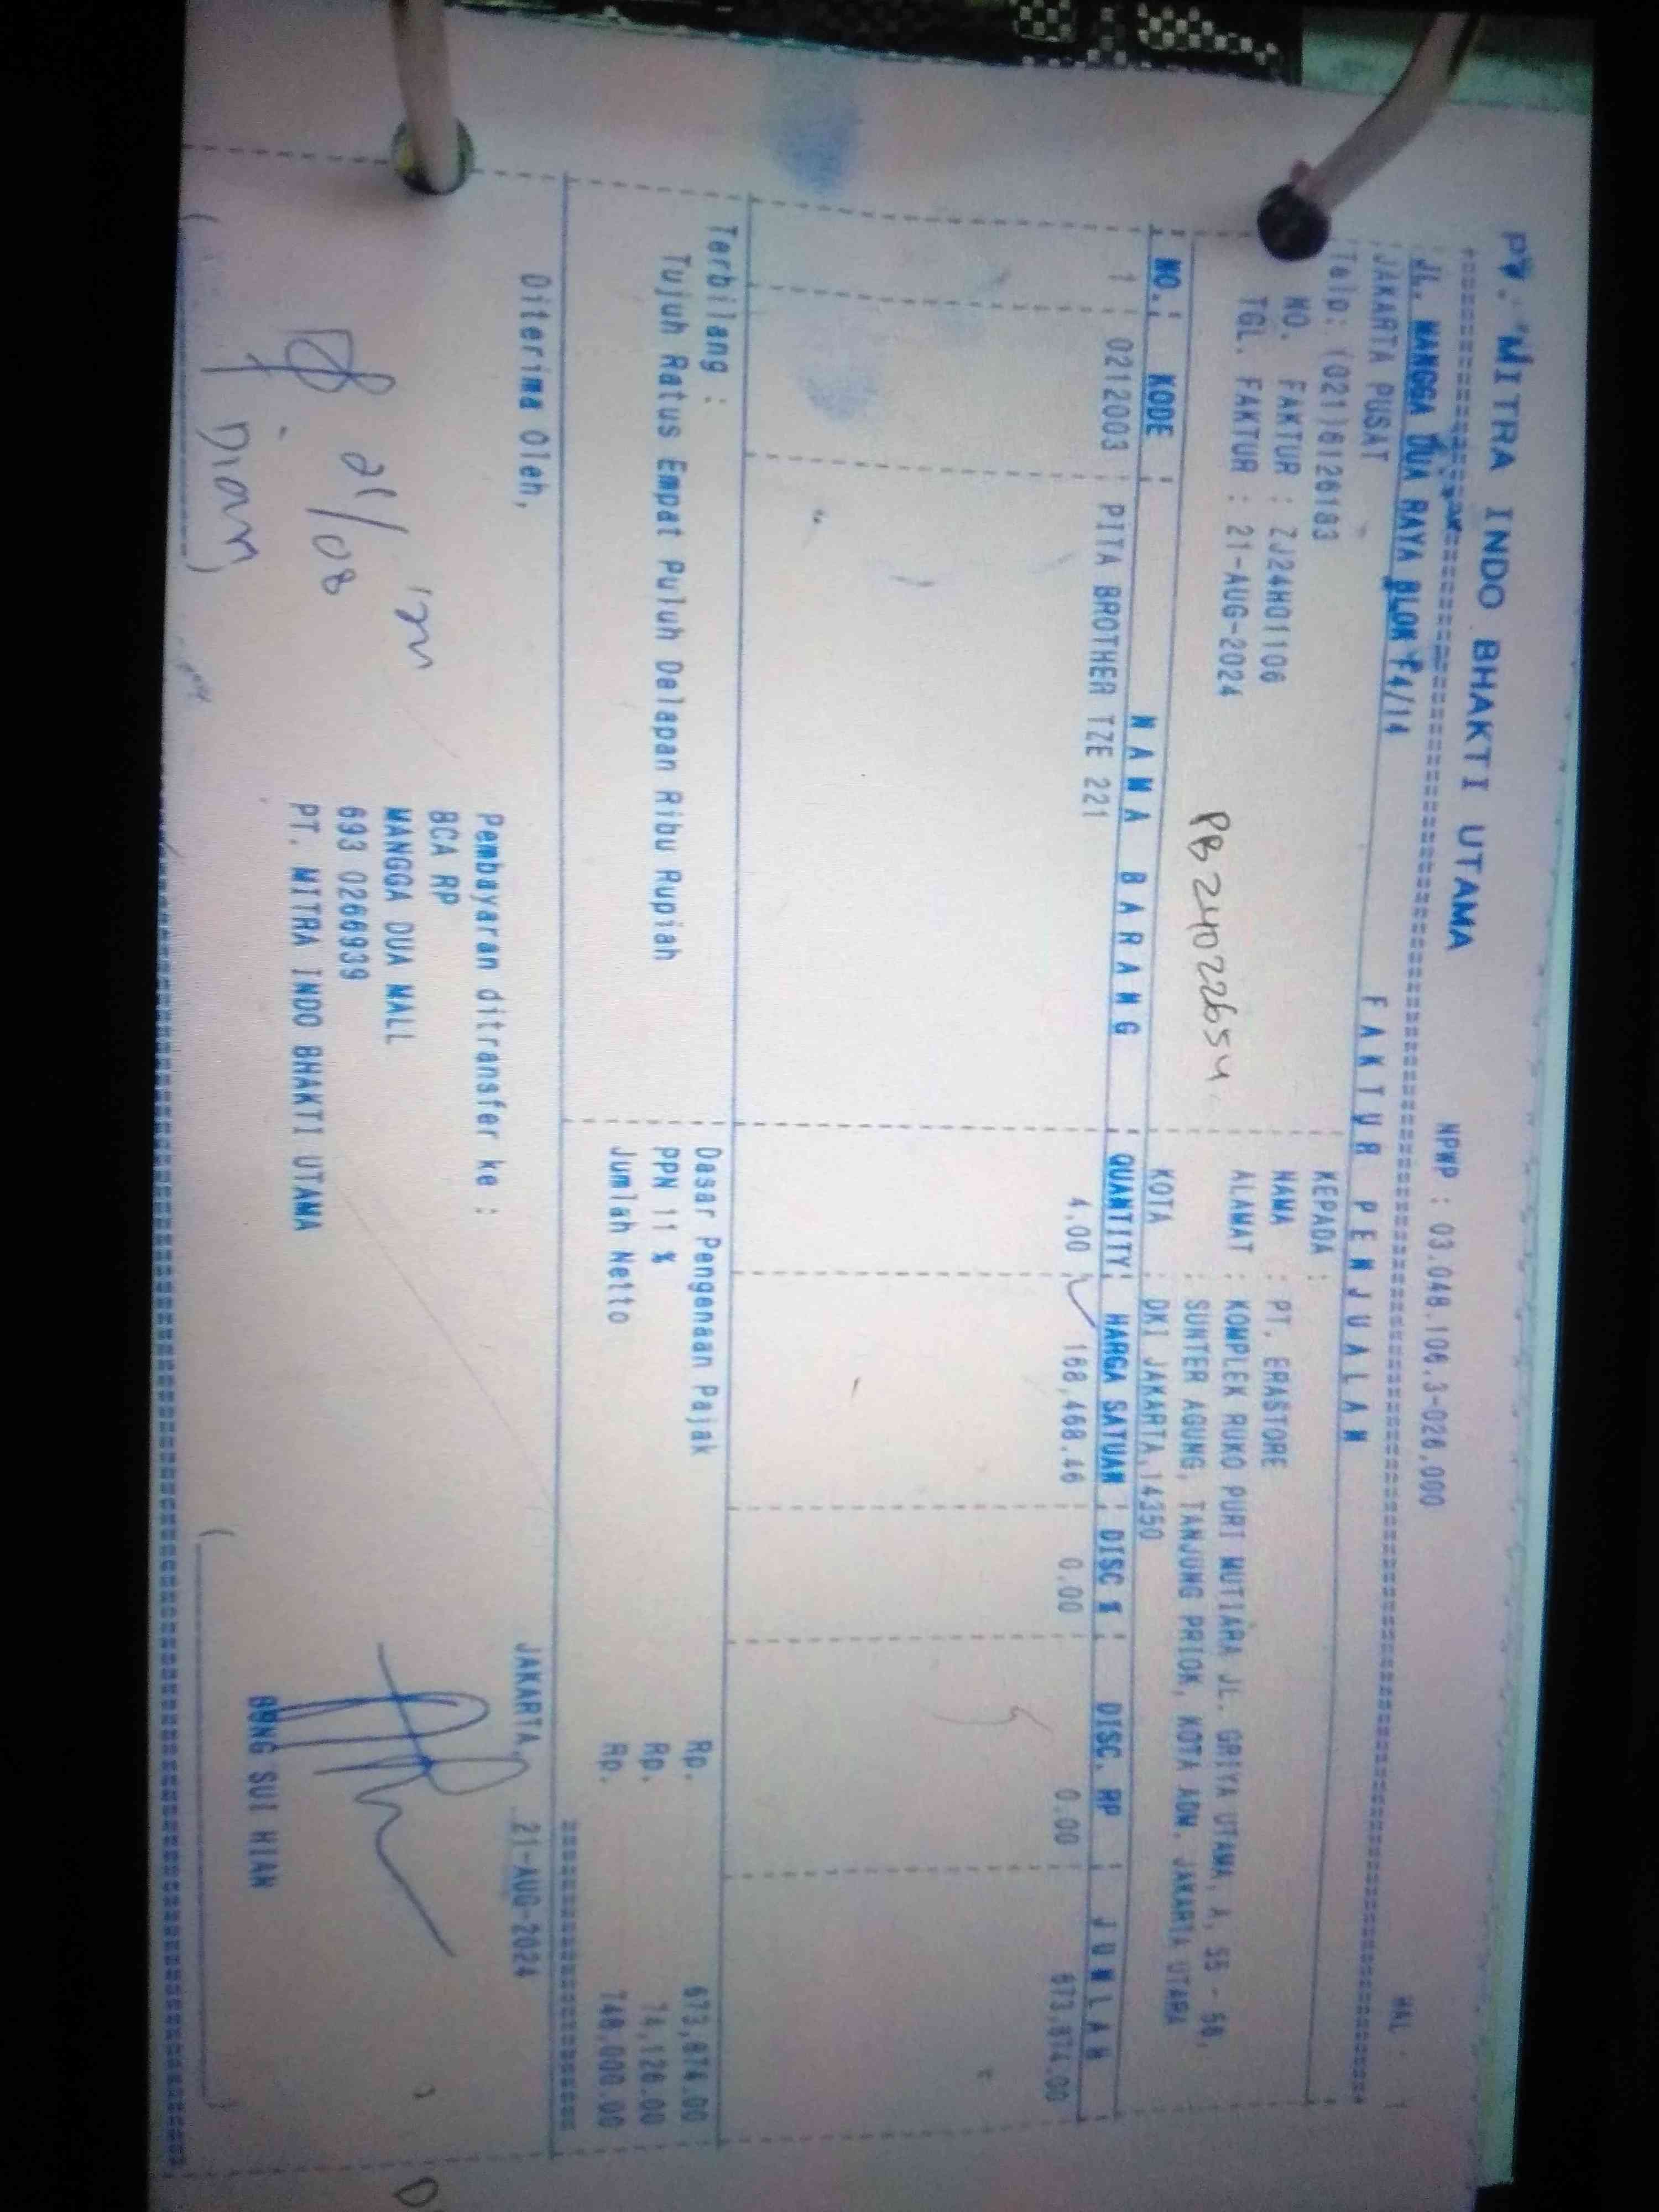 PT. MITRA INDO BHAKTI UTAMA
NPWP : 03.048.106.3-026.000
JL. MANGGA DUA RAYA BLOK F4/14
HAL : 1
JAKARTA PUSAT
FAKTUR PENJUALAN
Telp: (021)6126183
KEPADA :
NO. FAKTUR : ZJ24H01106
NAMA : PT. ERASTORE
TGL. FAKTUR : 21-AUG-2024
ALAMAT : KOMPLEK RUKO PURI MUTIARA JL. GRIYA UTAMA, A, 55 - 56,
PB24022654
: SUNTER AGUNG, TANJUNG PRIOK, KOTA ADM. JAKARTA UTARA
KOTA : DKI JAKARTA,14350
NO. KODE NAMA BARANG QUANTITY HARGA SATUAN DISC % DISC. RP JUMLAH
1 0212003 PITA BROTHER TZE 221 4.00 168,468.46 0.00 0.00 673,874.00
Terbilang :
Tujuh Ratus Empat Puluh Delapan Ribu Rupiah
Dasar Pengenaan Pajak Rp. 673,874.00
PPN 11 % Rp. 74,126.00
Jumlah Netto Rp. 748,000.00
Diterima Oleh,
Pembayaran ditransfer ke :
JAKARTA, 21-AUG-2024
BCA RP
MANGGA DUA MALL
693 0266939
PT. MITRA INDO BHAKTI UTAMA
21/08
( Dian )
BONG SUI HIAN